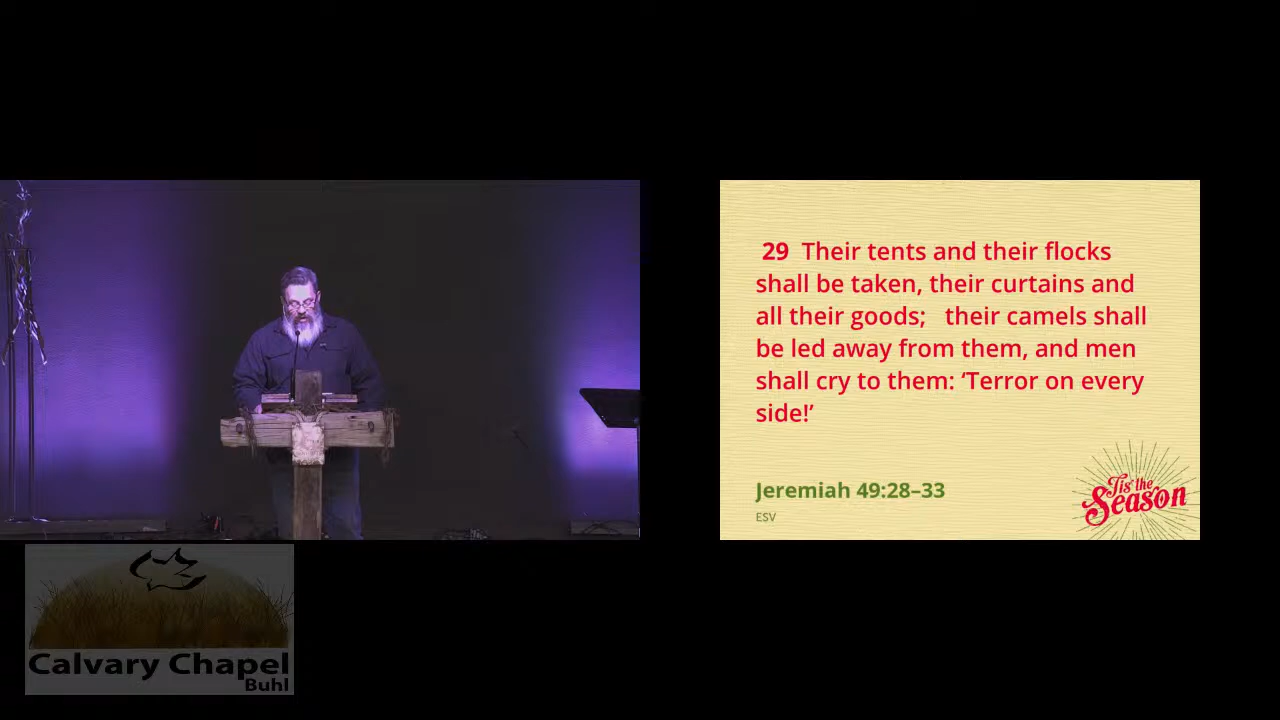 29 Their tents and their flocks
shall be taken, their curtains and
all their goods; their camels shall
be led away from them, and men
shall cry to them: ‘Terror on every
side!’
Jeremiah 49:28–33
ESV
'Tis the
Season
Calvary Chapel
Buhl